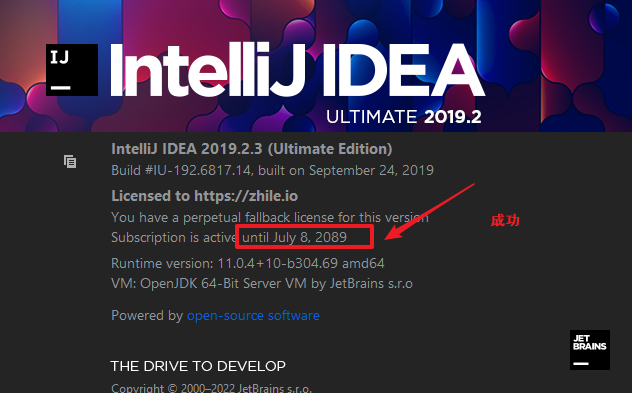 IJ
IntelliJ IDEA
ULTIMATE 2019.2
IntelliJ IDEA 2019.2.3 (Ultimate Edition)
Build #IU-192.6817.14, built on September 24, 2019
Licensed to https://zhile.io
You have a perpetual fallback license for this version
Subscription is active until July 8, 2089
成功
Runtime version: 11.0.4+10-b304.69 amd64
VM: OpenJDK 64-Bit Server VM by JetBrains s.r.o
Powered by open-source software
JET
BRAINS
THE DRIVE TO DEVELOP
Copyright © 2000–2022 JetBrains s.r.o.